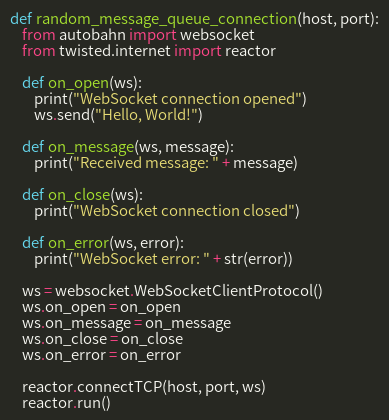 def random_message_queue_connection(host, port):
from autobahn import websocket
from twisted.internet import reactor
def on_open(ws):
print("WebSocket connection opened")
ws.send("Hello, World!")
def on_message(ws, message):
print("Received message: " + message)
def on_close(ws):
print("WebSocket connection closed")
def on_error(ws, error):
print("WebSocket error: " + str(error))
ws = websocket.WebSocketClientProtocol()
ws.on_open = on_open
ws.on_message = on_message
ws.on_close = on_close
ws.on_error = on_error
reactor.connectTCP(host, port, ws)
reactor.run()